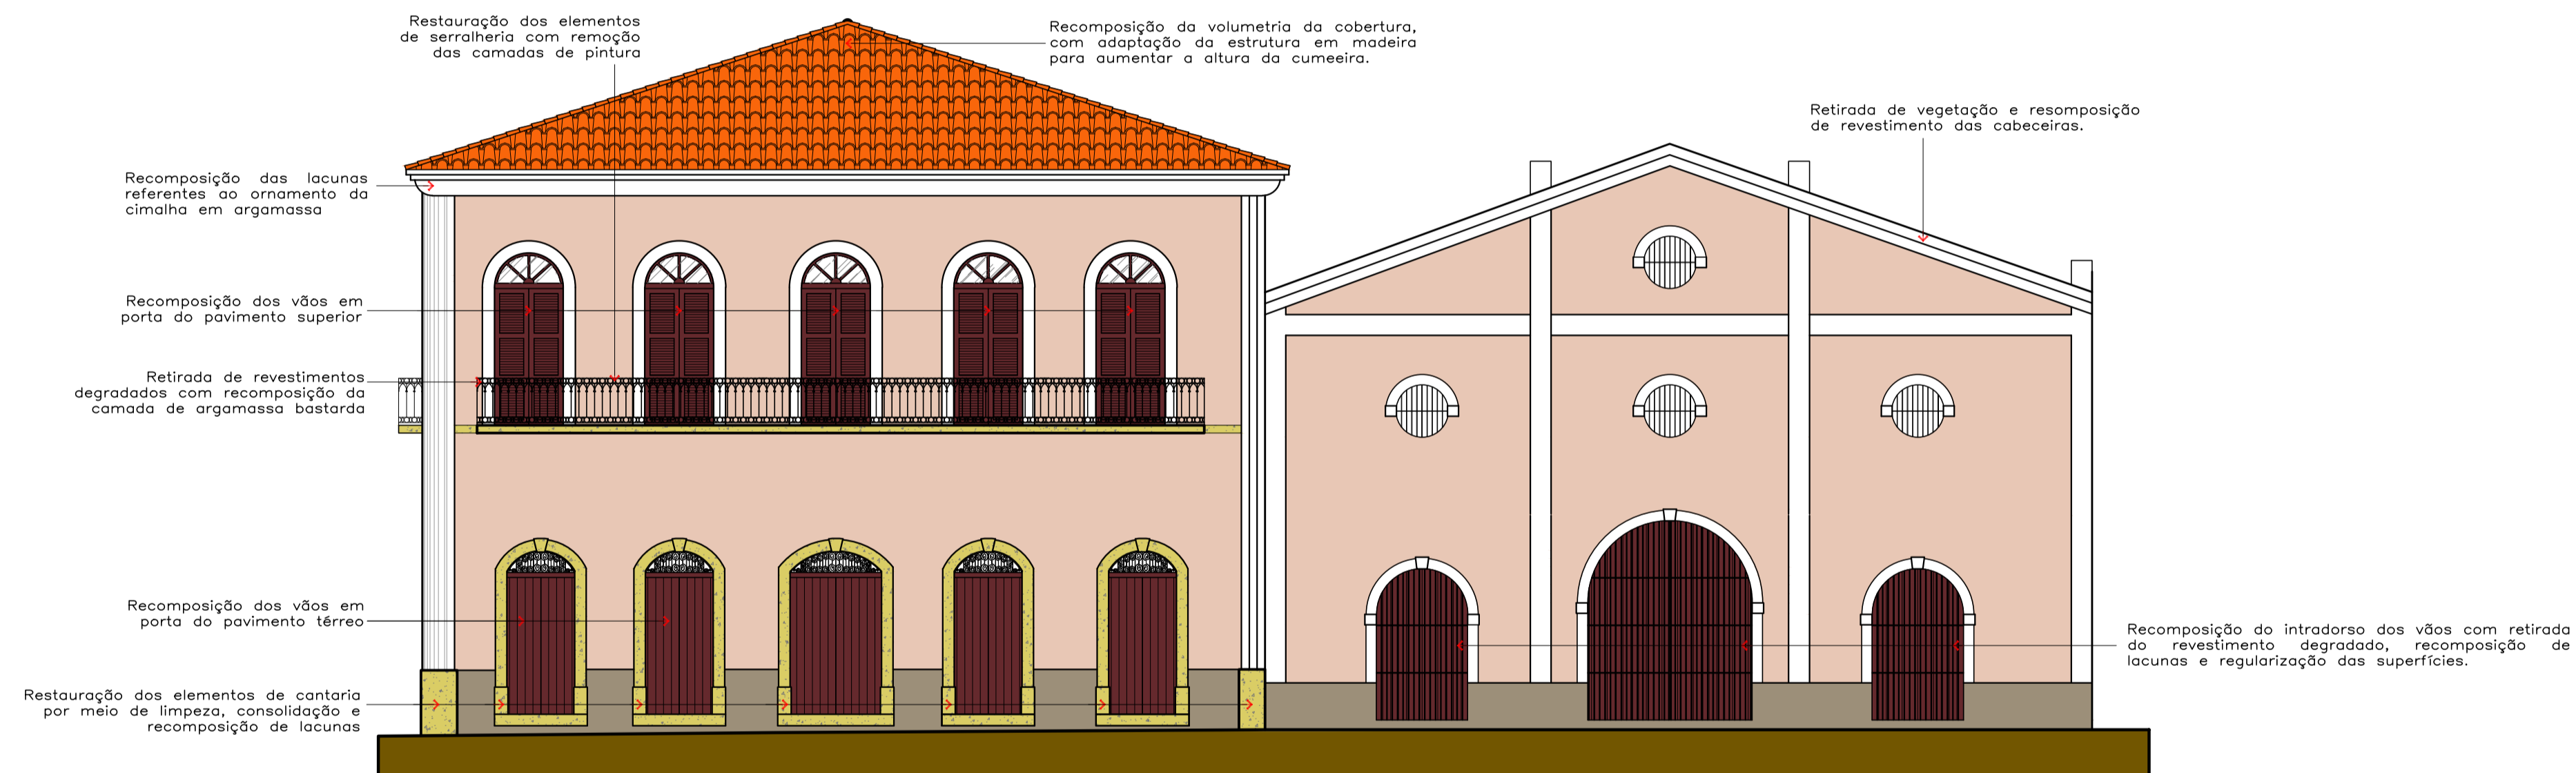 Restauração dos elementos
de serralheria com remoção
das camadas de pintura
Recomposição da volumetria da cobertura,
com adaptação da estrutura em madeira
para aumentar a altura da cumeeira.
Retirada de vegetação e resomposição
de revestimento das cabeceiras.
Recomposição das lacunas
referentes ao ornamento da
cimalha em argamassa
Recomposição dos vãos em
porta do pavimento superior
Retirada de revestimentos
degradados com recomposição da
camada de argamassa bastarda
Recomposição dos vãos em
porta do pavimento térreo
Restauração dos elementos de cantaria
por meio de limpeza, consolidação e
recomposição de lacunas
Recomposição do intradorso dos vãos com retirada
do revestimento degradado, recomposição de
lacunas e regularização das superfícies.